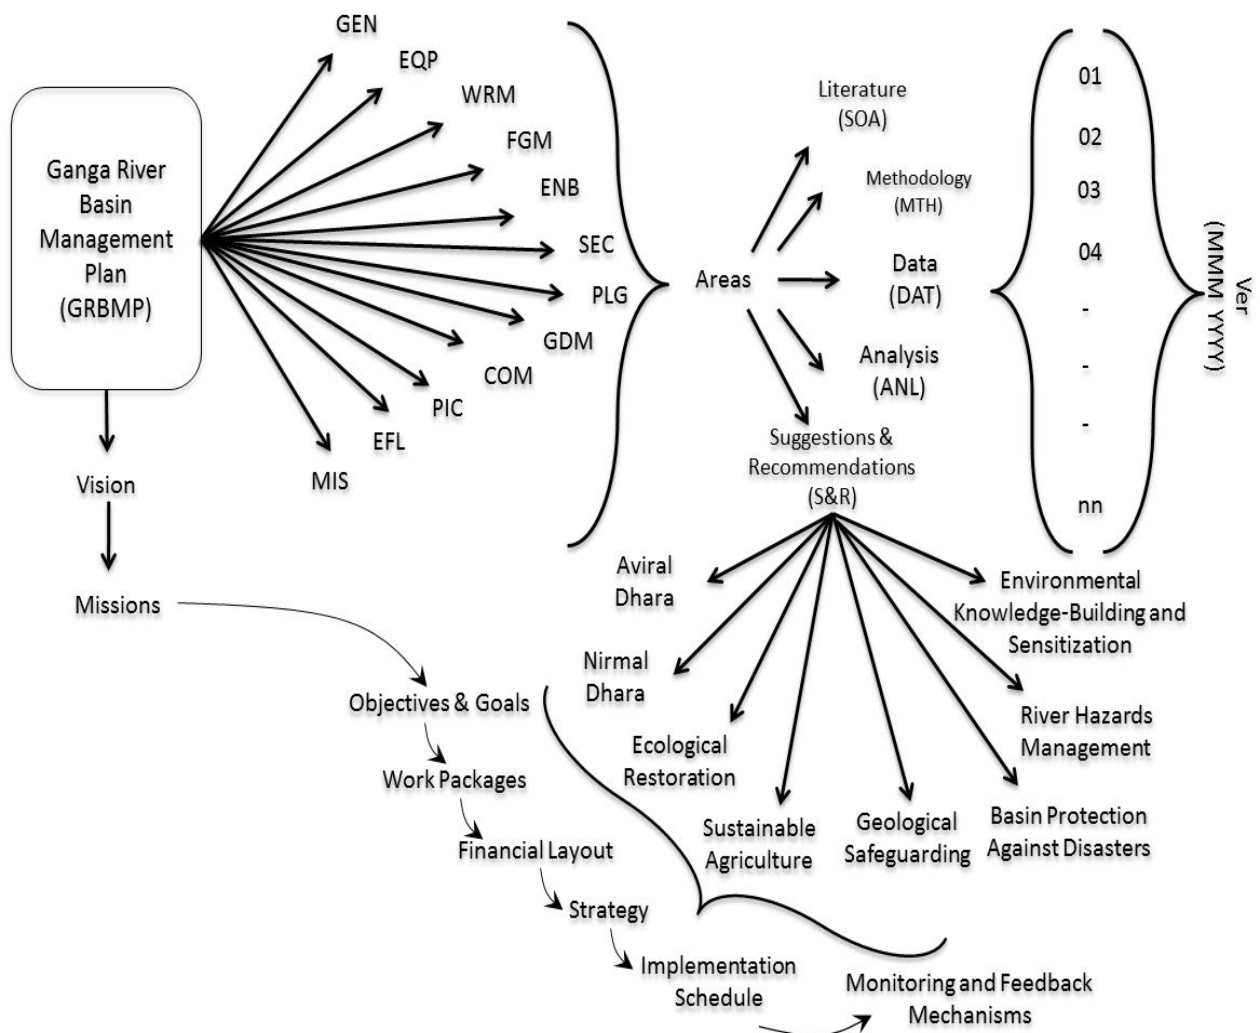 Ganga River
Basin
Management
Plan
(GRBMP)
GEN
EQP
WRM
FGM
ENB
SEC
PLG
GDM
COM
PIC
EFL
MIS
Areas
Literature
(SOA)
Methodology
(MTH)
Data
(DAT)
Analysis
(ANL)
Suggestions &
Recommendations
(S&R)
01
02
03
04
-
-
-
nn
Ver
(MMM YYYY)
Aviral
Dhara
Nirmal
Dhara
Ecological
Restoration
Sustainable
Agriculture
Geological
Safeguarding
Basin Protection
Against Disasters
River Hazards
Management
Environmental
Knowledge-Building and
Sensitization
Vision
Missions
Objectives & Goals
Work Packages
Financial Layout
Strategy
Implementation
Schedule
Monitoring and Feedback
Mechanisms